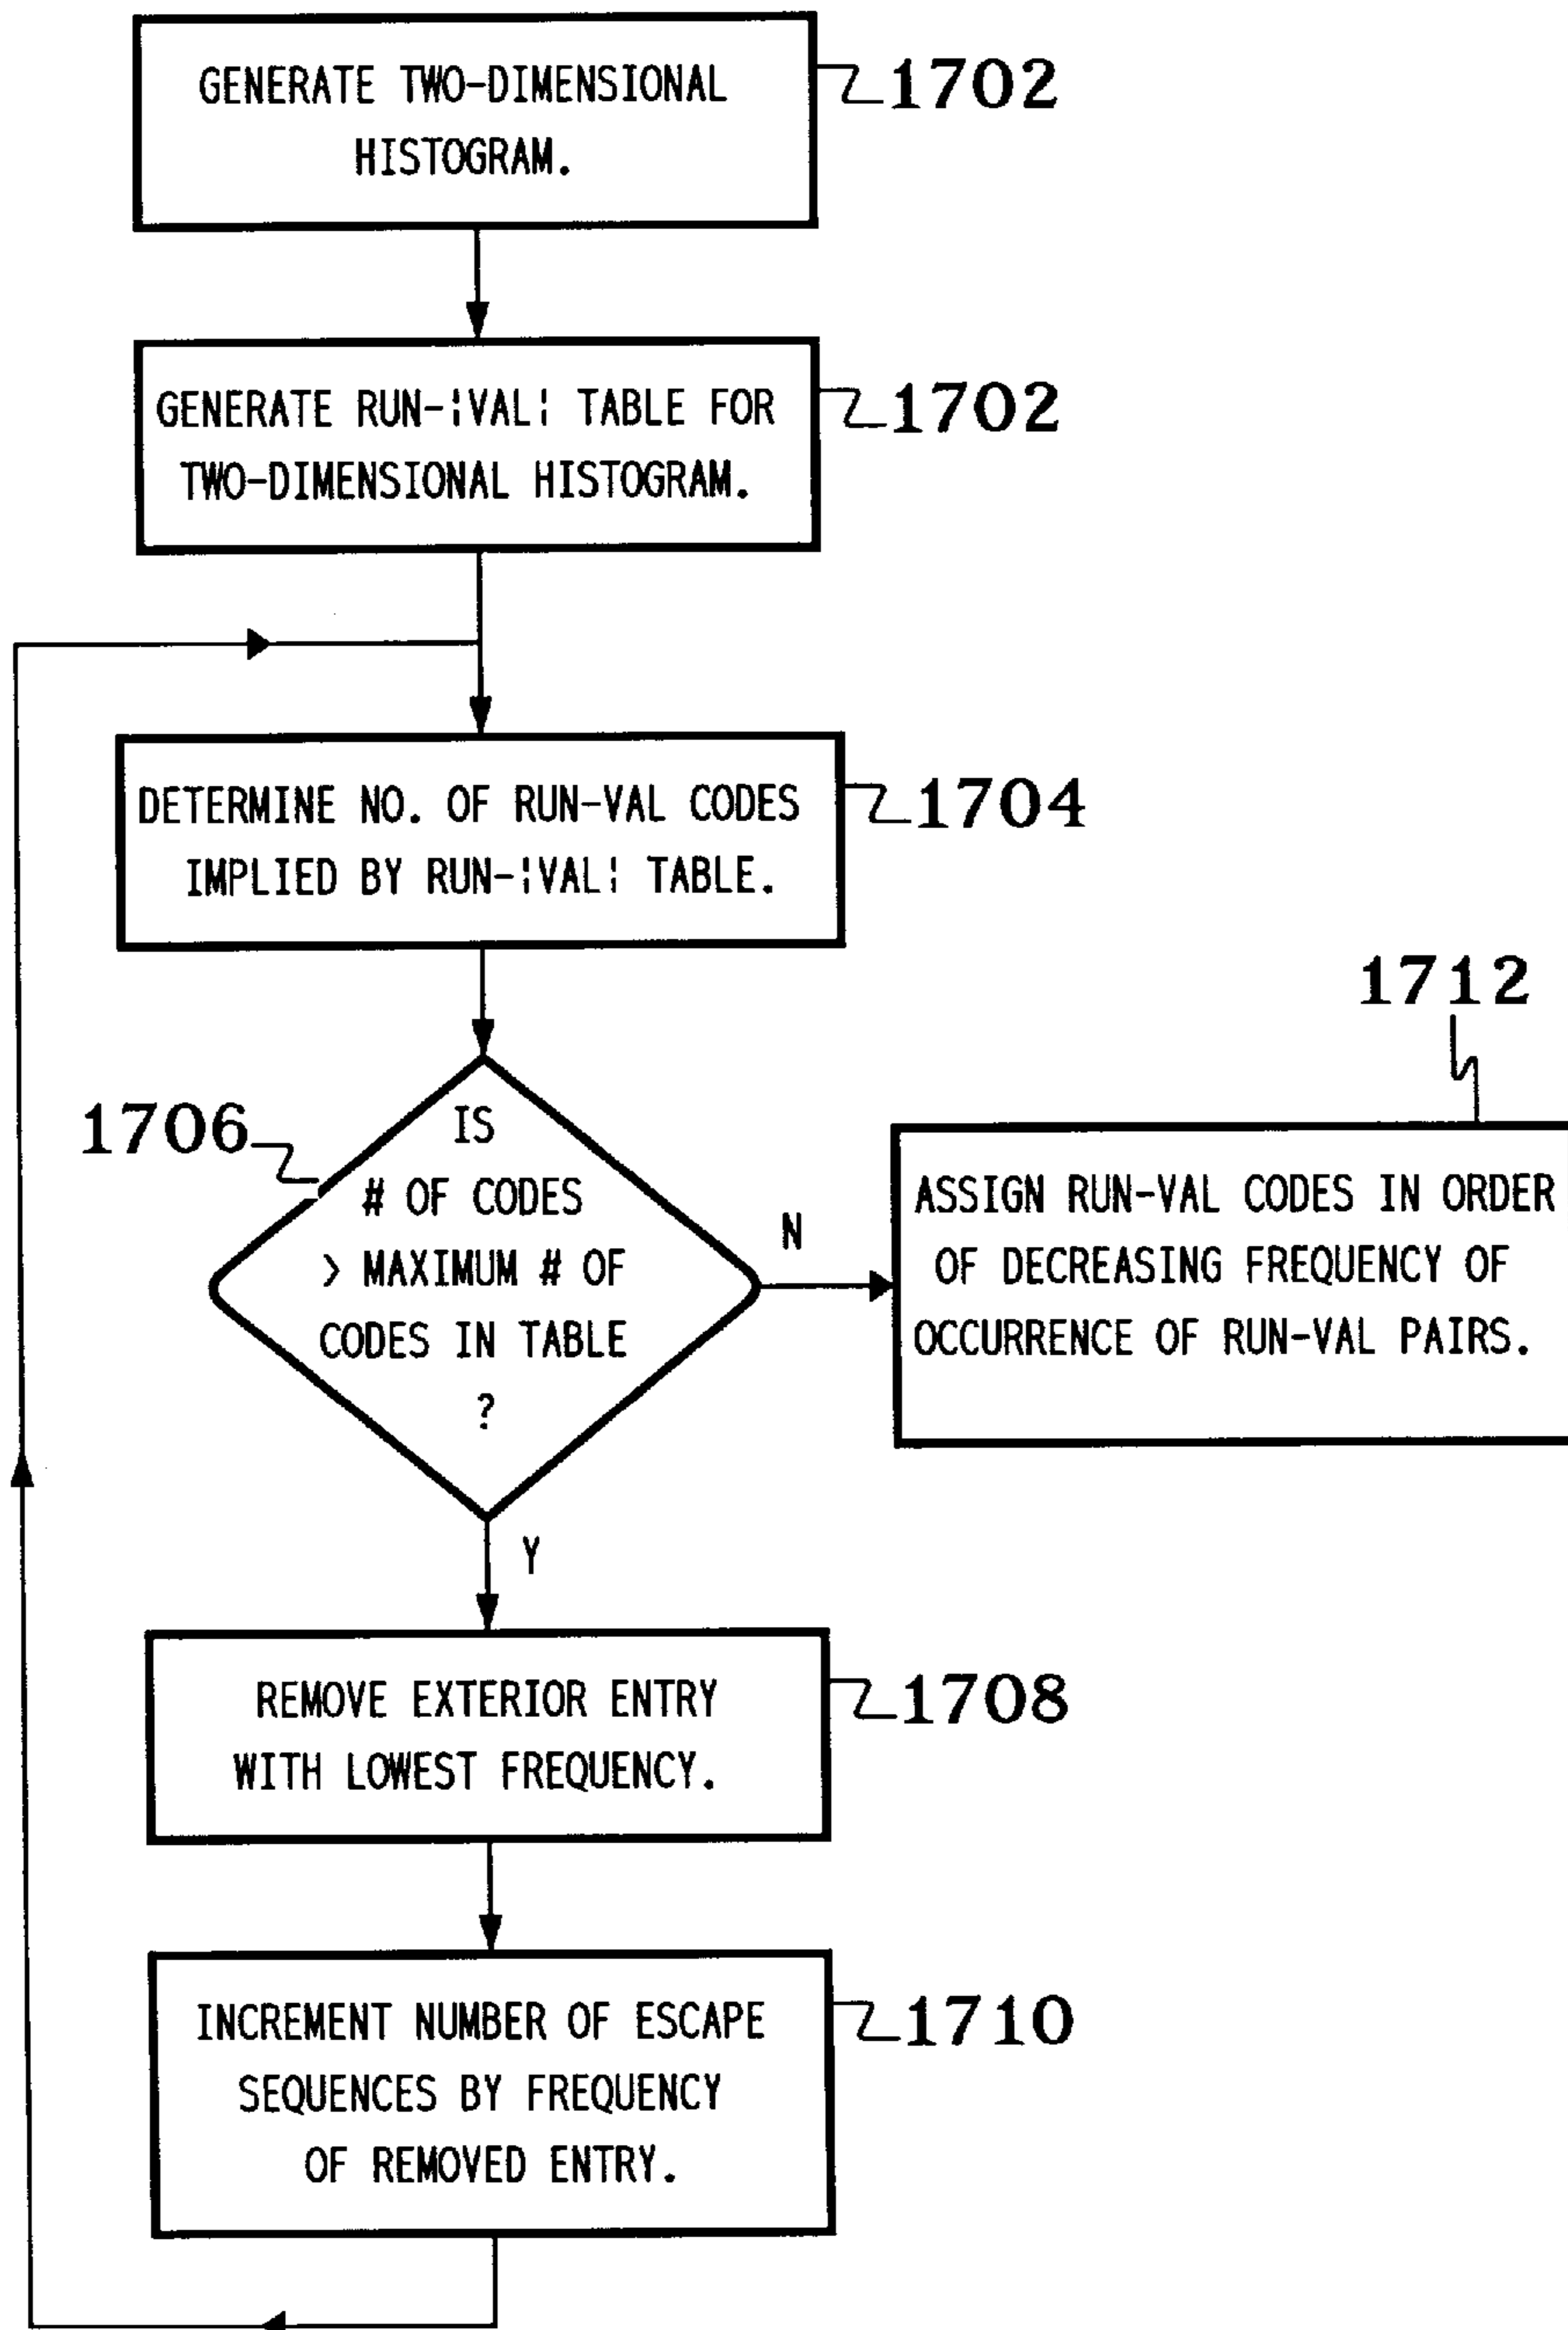 GENERATE TWO-DIMENSIONAL
HISTOGRAM.
1702
GENERATE RUN-¦VAL¦ TABLE FOR
TWO-DIMENSIONAL HISTOGRAM.
1702
DETERMINE NO. OF RUN-VAL CODES
IMPLIED BY RUN-¦VAL¦ TABLE.
1704
1706
IS
# OF CODES
> MAXIMUM # OF
CODES IN TABLE
?
N
1712
ASSIGN RUN-VAL CODES IN ORDER
OF DECREASING FREQUENCY OF
OCCURRENCE OF RUN-VAL PAIRS.
Y
REMOVE EXTERIOR ENTRY
WITH LOWEST FREQUENCY.
1708
INCREMENT NUMBER OF ESCAPE
SEQUENCES BY FREQUENCY
OF REMOVED ENTRY.
1710